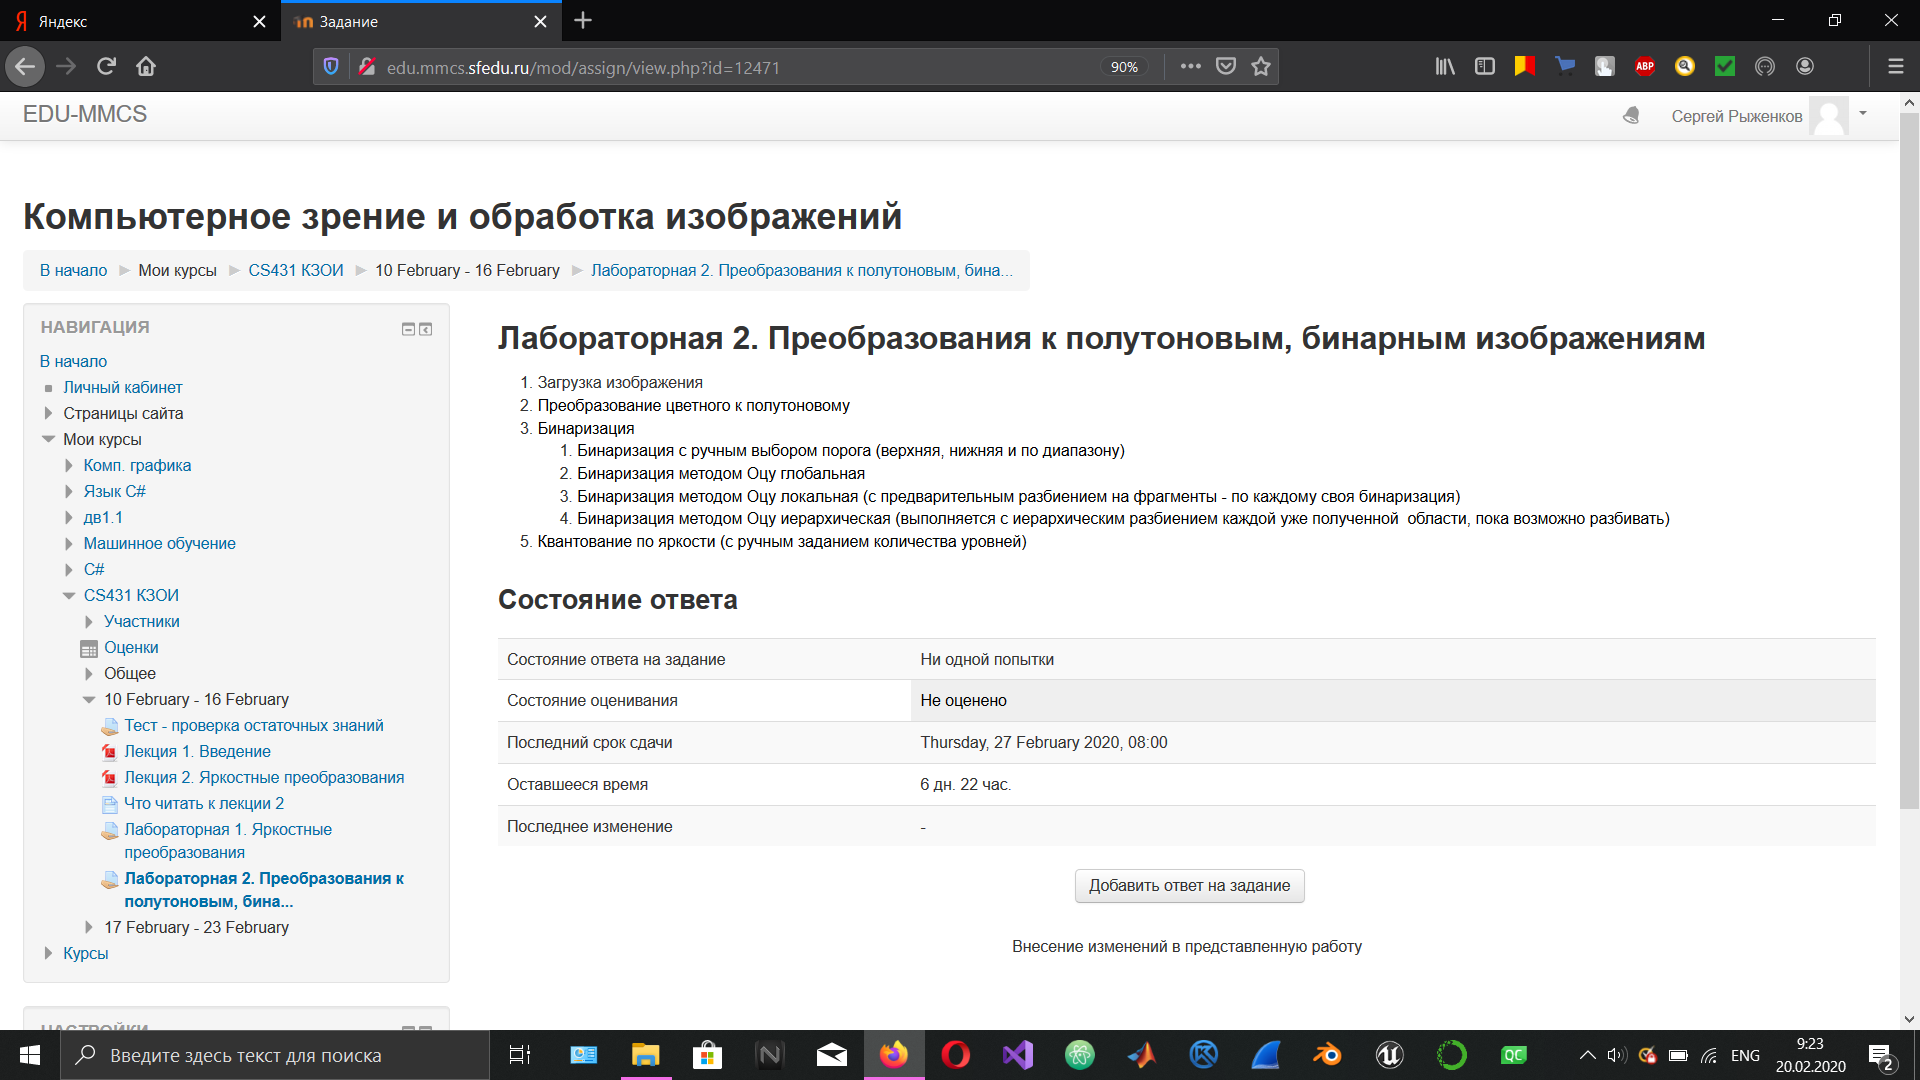 Яндекс
Задание
edu.mmcs.sfedu.ru/mod/assign/view.php?id=12471
90%
ABP
EDU-MMCS
Сергей Рыженков
Компьютерное зрение и обработка изображений
В начало
Мои курсы
CS431 КЗОИ
10 February - 16 February
Лабораторная 2. Преобразования к полутоновым, бина...
НАВИГАЦИЯ
В начало
Личный кабинет
Страницы сайта
Мои курсы
Комп. графика
Язык C#
дв1.1
Машинное обучение
C#
CS431 КЗОИ
Участники
Оценки
Общее
10 February - 16 February
Тест - проверка остаточных знаний
Лекция 1. Введение
Лекция 2. Яркостные преобразования
Что читать к лекции 2
Лабораторная 1. Яркостные
преобразования
Лабораторная 2. Преобразования к
полутоновым, бина...
17 February - 23 February
Курсы
НАСТРОЙКИ
Лабораторная 2. Преобразования к полутоновым, бинарным изображениям
1. Загрузка изображения
2. Преобразование цветного к полутоновому
3. Бинаризация
1. Бинаризация с ручным выбором порога (верхняя, нижняя и по диапазону)
2. Бинаризация методом Оцу глобальная
3. Бинаризация методом Оцу локальная (с предварительным разбиением на фрагменты - по каждому своя бинаризация)
4. Бинаризация методом Оцу иерархическая (выполняется с иерархическим разбиением каждой уже полученной области, пока возможно разбивать)
5. Квантование по яркости (с ручным заданием количества уровней)
Состояние ответа
Состояние ответа на задание
Ни одной попытки
Состояние оценивания
Не оценено
Последний срок сдачи
Thursday, 27 February 2020, 08:00
Оставшееся время
6 дн. 22 час.
Последнее изменение
-
Добавить ответ на задание
Внесение изменений в представленную работу
Введите здесь текст для поиска
QC
ENG
9:23
20.02.2020
2